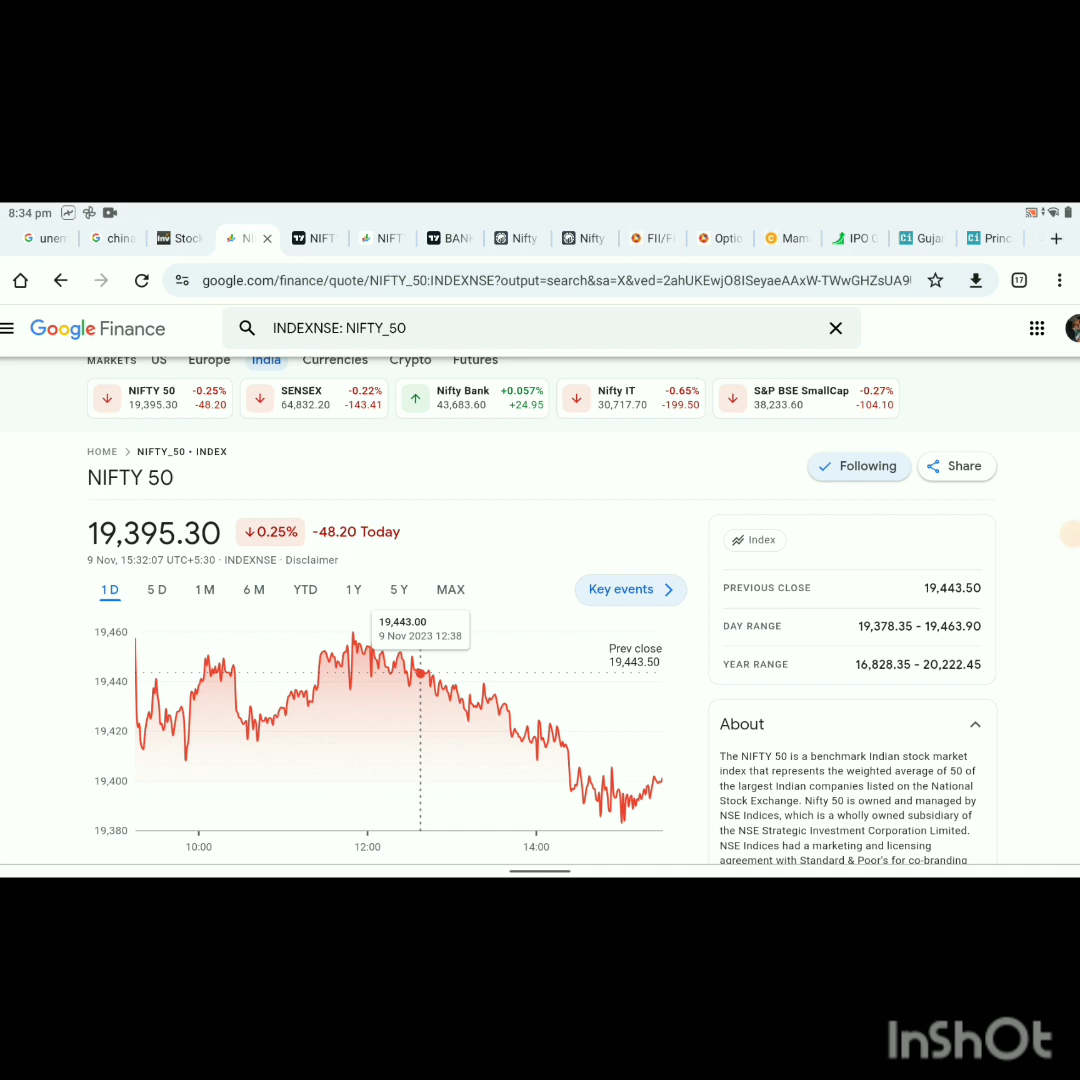 8:34 pm
unem
china
Stock
NI
NIFT
NIFT
BANK
Nifty
Nifty
FII/FI
Optic
Mam
IPO G
Gujar
Princ
google.com/finance/quote/NIFTY_50:INDEXNSE?output=search&sa=X&ved=2ahUKEwjO8ISeyaeAAxW-TWwGHZsUA9
17
Google Finance
INDEXNSE: NIFTY_50
MARKETS US Europe India Currencies Crypto Futures
NIFTY 50 -0.25%
19,395.30 -48.20
SENSEX -0.22%
64,832.20 -143.41
Nifty Bank +0.057%
43,683.60 +24.95
Nifty IT -0.65%
30,717.70 -199.50
S&P BSE SmallCap -0.27%
38,233.60 -104.10
HOME > NIFTY_50 • INDEX
NIFTY 50
Following
Share
19,395.30 ↓0.25% -48.20 Today
9 Nov, 15:32:07 UTC+5:30 · INDEXNSE · Disclaimer
1 D 5 D 1 M 6 M YTD 1 Y 5 Y MAX
Key events
19,443.00
9 Nov 2023 12:38
Prev close
19,443.50
19,460
19,440
19,420
19,400
19,380
10:00 12:00 14:00
Index
PREVIOUS CLOSE 19,443.50
DAY RANGE 19,378.35 - 19,463.90
YEAR RANGE 16,828.35 - 20,222.45
About
The NIFTY 50 is a benchmark Indian stock market
index that represents the weighted average of 50 of
the largest Indian companies listed on the National
Stock Exchange. Nifty 50 is owned and managed by
NSE Indices, which is a wholly owned subsidiary of
the NSE Strategic Investment Corporation Limited.
NSE Indices had a marketing and licensing
agreement with Standard & Poor's for co-branding
InShOt